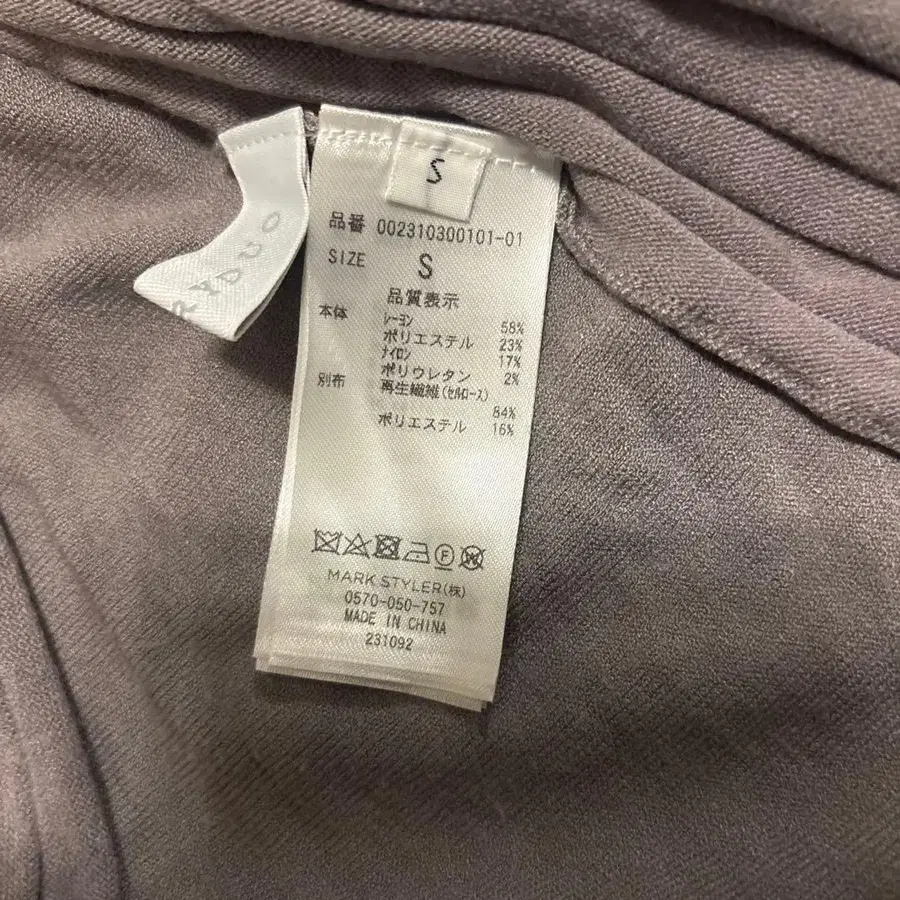 S
RYDUO
品番 002310300101-01
SIZE S
品質表示
本体 レーヨン 58%
ポリエステル 23%
ナイロン 17%
ポリウレタン 2%
別布 再生繊維(セルロース) 84%
ポリエステル 16%
F
MARK STYLER(株)
0570-050-757
MADE IN CHINA
231092